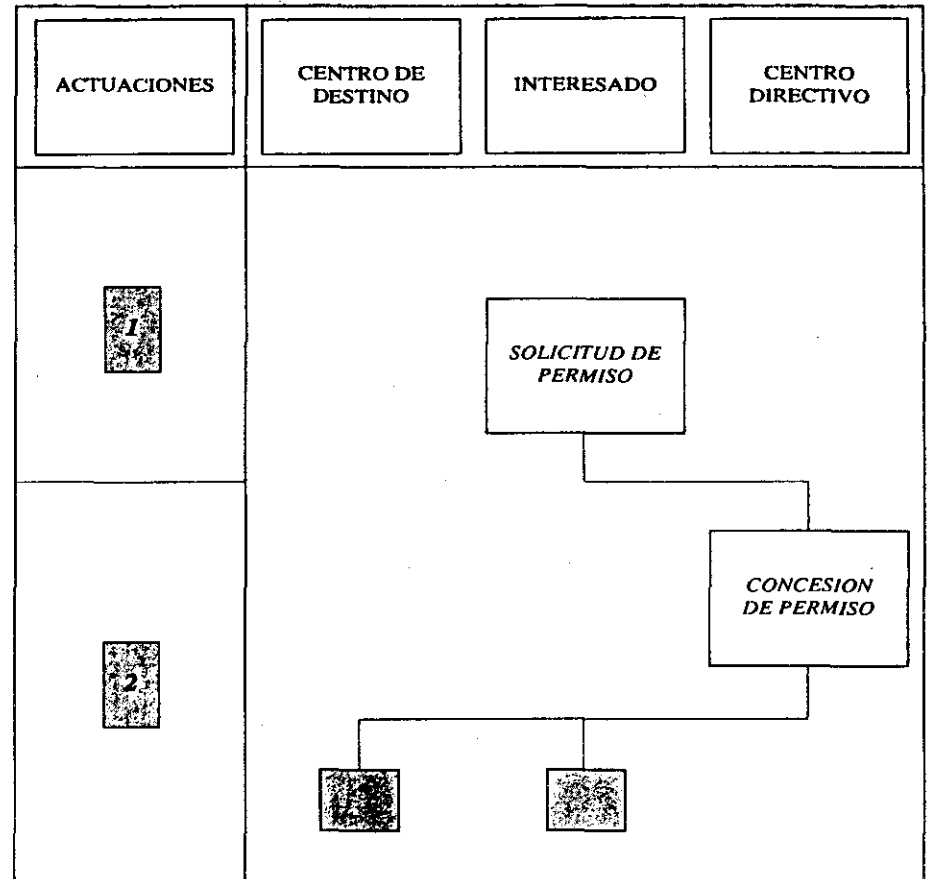 ACTUACIONES
CENTRO DE
DESTINO
INTERESADO
CENTRO
DIRECTIVO
1
SOLICITUD DE
PERMISO
CONCESION
DE PERMISO
2